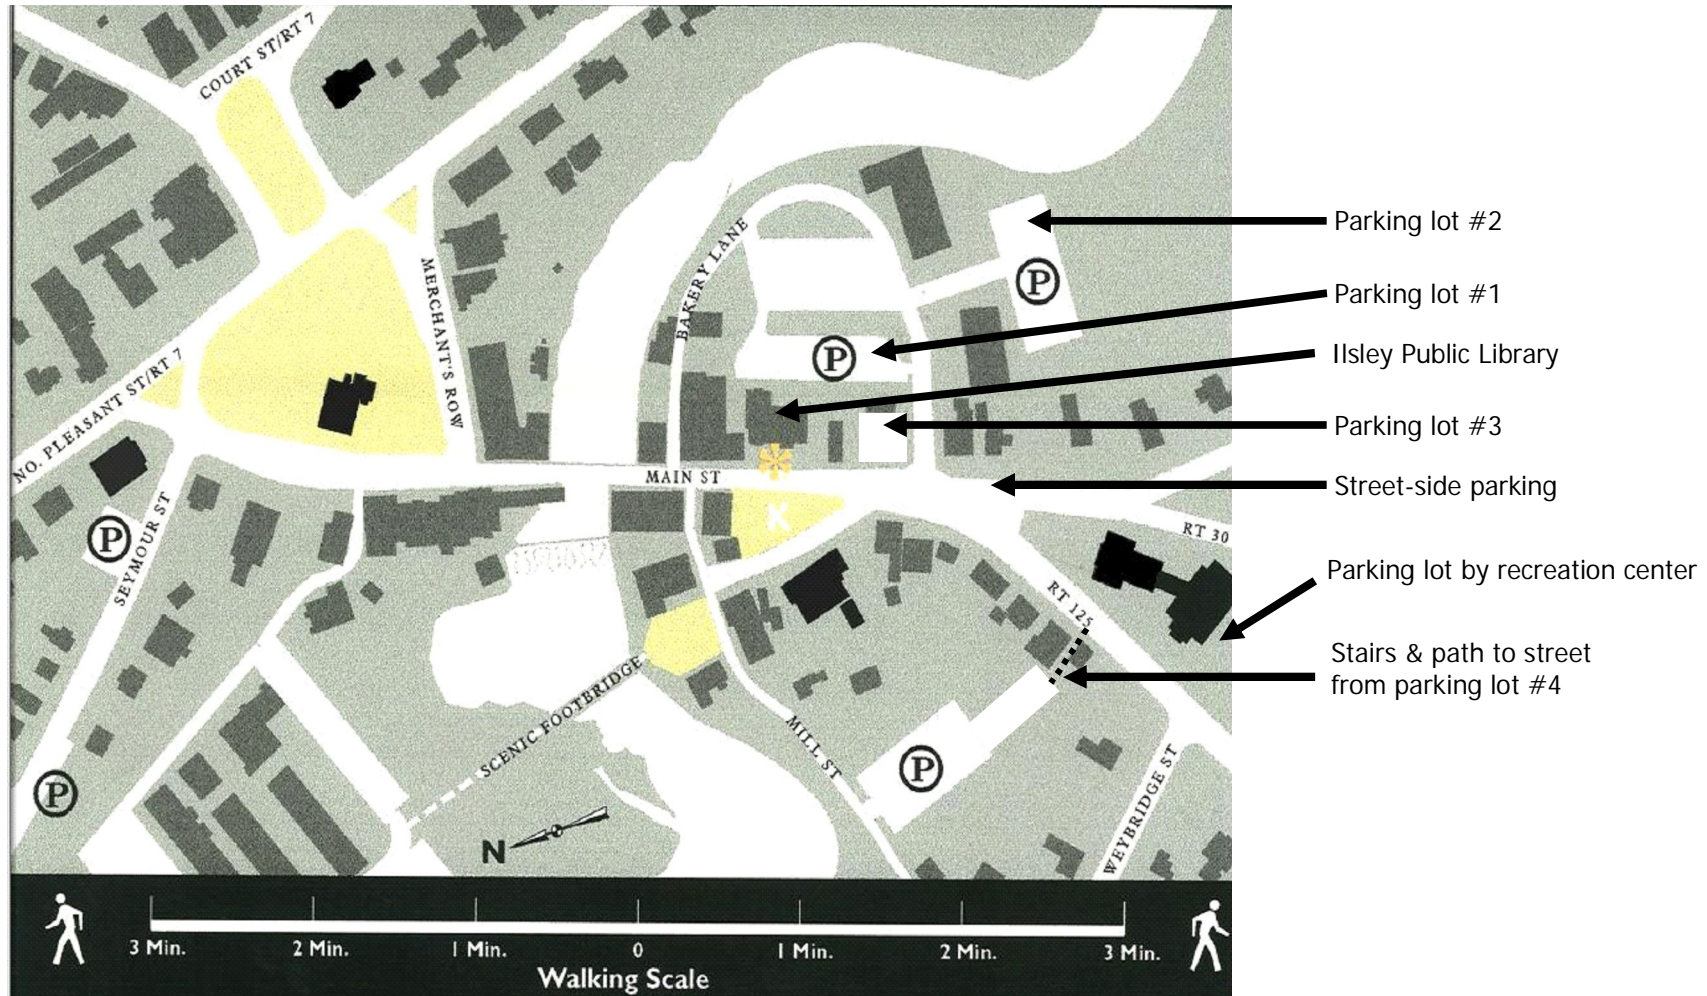 COURT ST/RT 7
Parking lot #2
BAKERY LANE
P
MERCHANT'S ROW
Parking lot #1
P
Ilsley Public Library
NO. PLEASANT ST/RT 7
Parking lot #3
MAIN ST
Street-side parking
K
P
SEYMOUR ST
RT 30
Parking lot by recreation center
RT 125
Stairs & path to street
from parking lot #4
SCENIC FOOTBRIDGE
MILL ST
P
P
WEYBRIDGE ST
N
3 Min. 2 Min. 1 Min. 0 1 Min. 2 Min. 3 Min.
Walking Scale